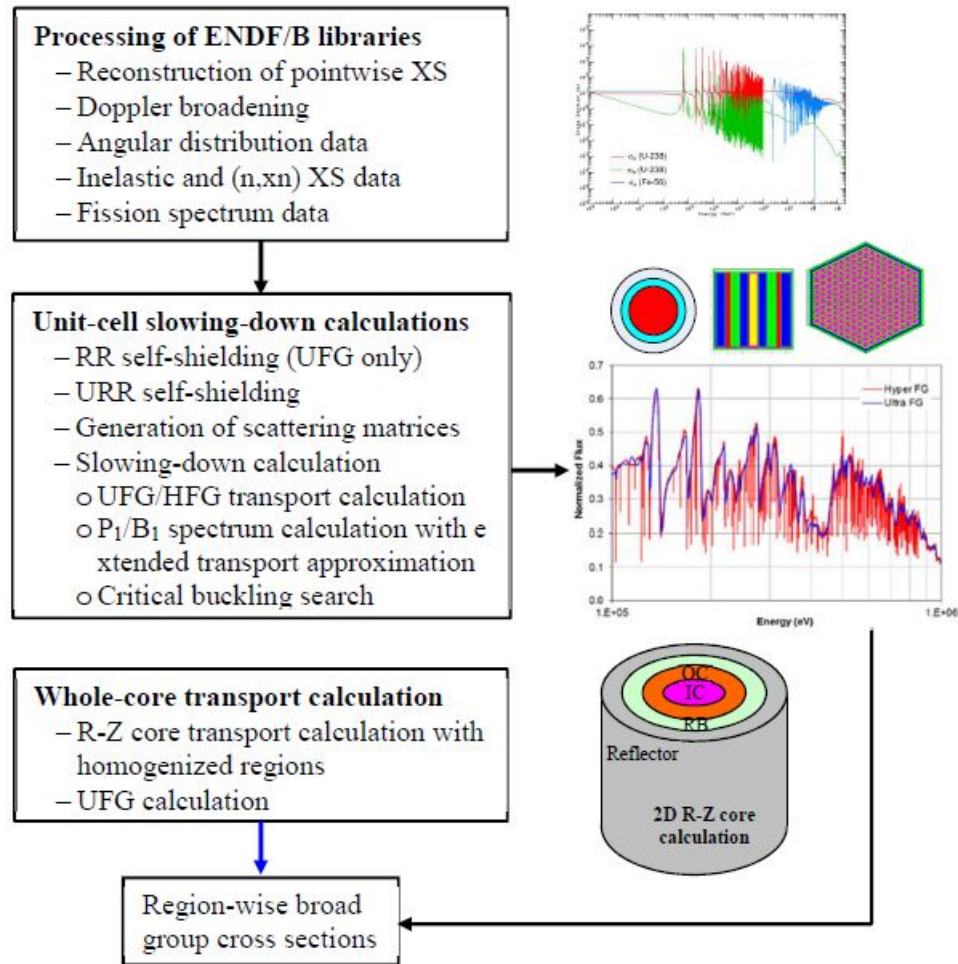 Processing of ENDF/B libraries
– Reconstruction of pointwise XS
– Doppler broadening
– Angular distribution data
– Inelastic and (n,xn) XS data
– Fission spectrum data
(U-238)
(U-238)
(Fe-56)
Unit-cell slowing-down calculations
– RR self-shielding (UFG only)
– URR self-shielding
– Generation of scattering matrices
– Slowing-down calculation
o UFG/HFG transport calculation
o P₁/B₁ spectrum calculation with e
xtended transport approximation
o Critical buckling search
0.7
0.6
0.5
0.4
0.3
0.2
0.1
0.0
Normalized Flux
Hyper FG
Ultra FG
1.E+05
1.E+06
Energy (eV)
Whole-core transport calculation
– R-Z core transport calculation with
homogenized regions
– UFG calculation
OC
IC
RB
Reflector
2D R-Z core
calculation
Region-wise broad
group cross sections